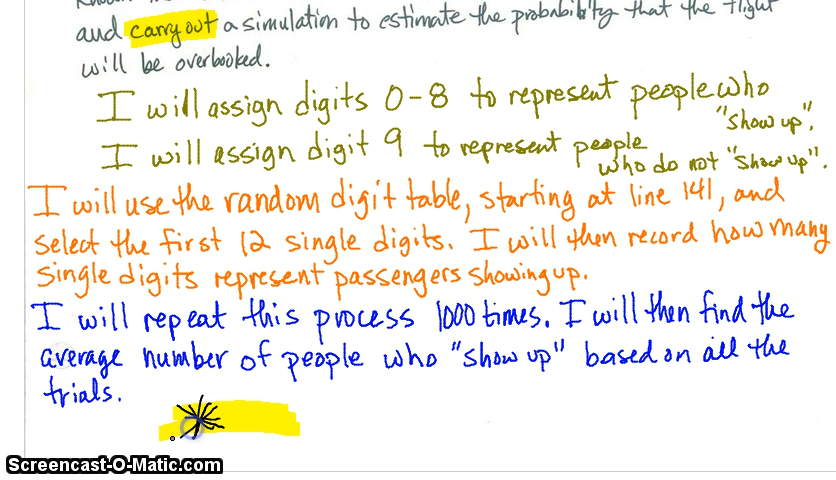 and carry out a simulation to estimate the probability that the flight
will be overbooked.
I will assign digits 0-8 to represent people who
"show up".
I will assign digit 9 to represent people
who do not "show up".
I will use the random digit table, starting at line 141, and
select the first 12 single digits. I will then record how many
single digits represent passengers showing up.
I will repeat this process 1000 times. I will then find the
average number of people who "show up" based on all the
trials.
Screencast-O-Matic.com